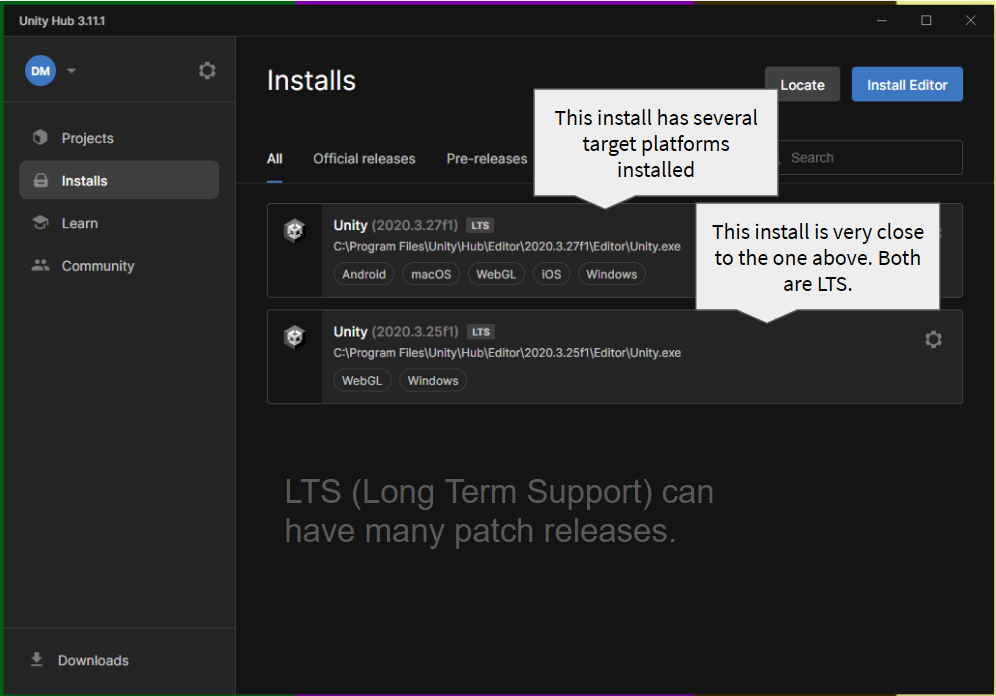 Unity Hub 3.11.1
DM
Projects
Installs
Learn
Community
Downloads
Installs
Locate
Install Editor
All
Official releases
Pre-releases
Search
This install has several
target platforms
installed
Unity (2020.3.27f1) LTS
C:\Program Files\Unity\Hub\Editor\2020.3.27f1\Editor\Unity.exe
Android macOS WebGL iOS Windows
This install is very close
to the one above. Both
are LTS.
Unity (2020.3.25f1) LTS
C:\Program Files\Unity\Hub\Editor\2020.3.25f1\Editor\Unity.exe
WebGL Windows
LTS (Long Term Support) can
have many patch releases.